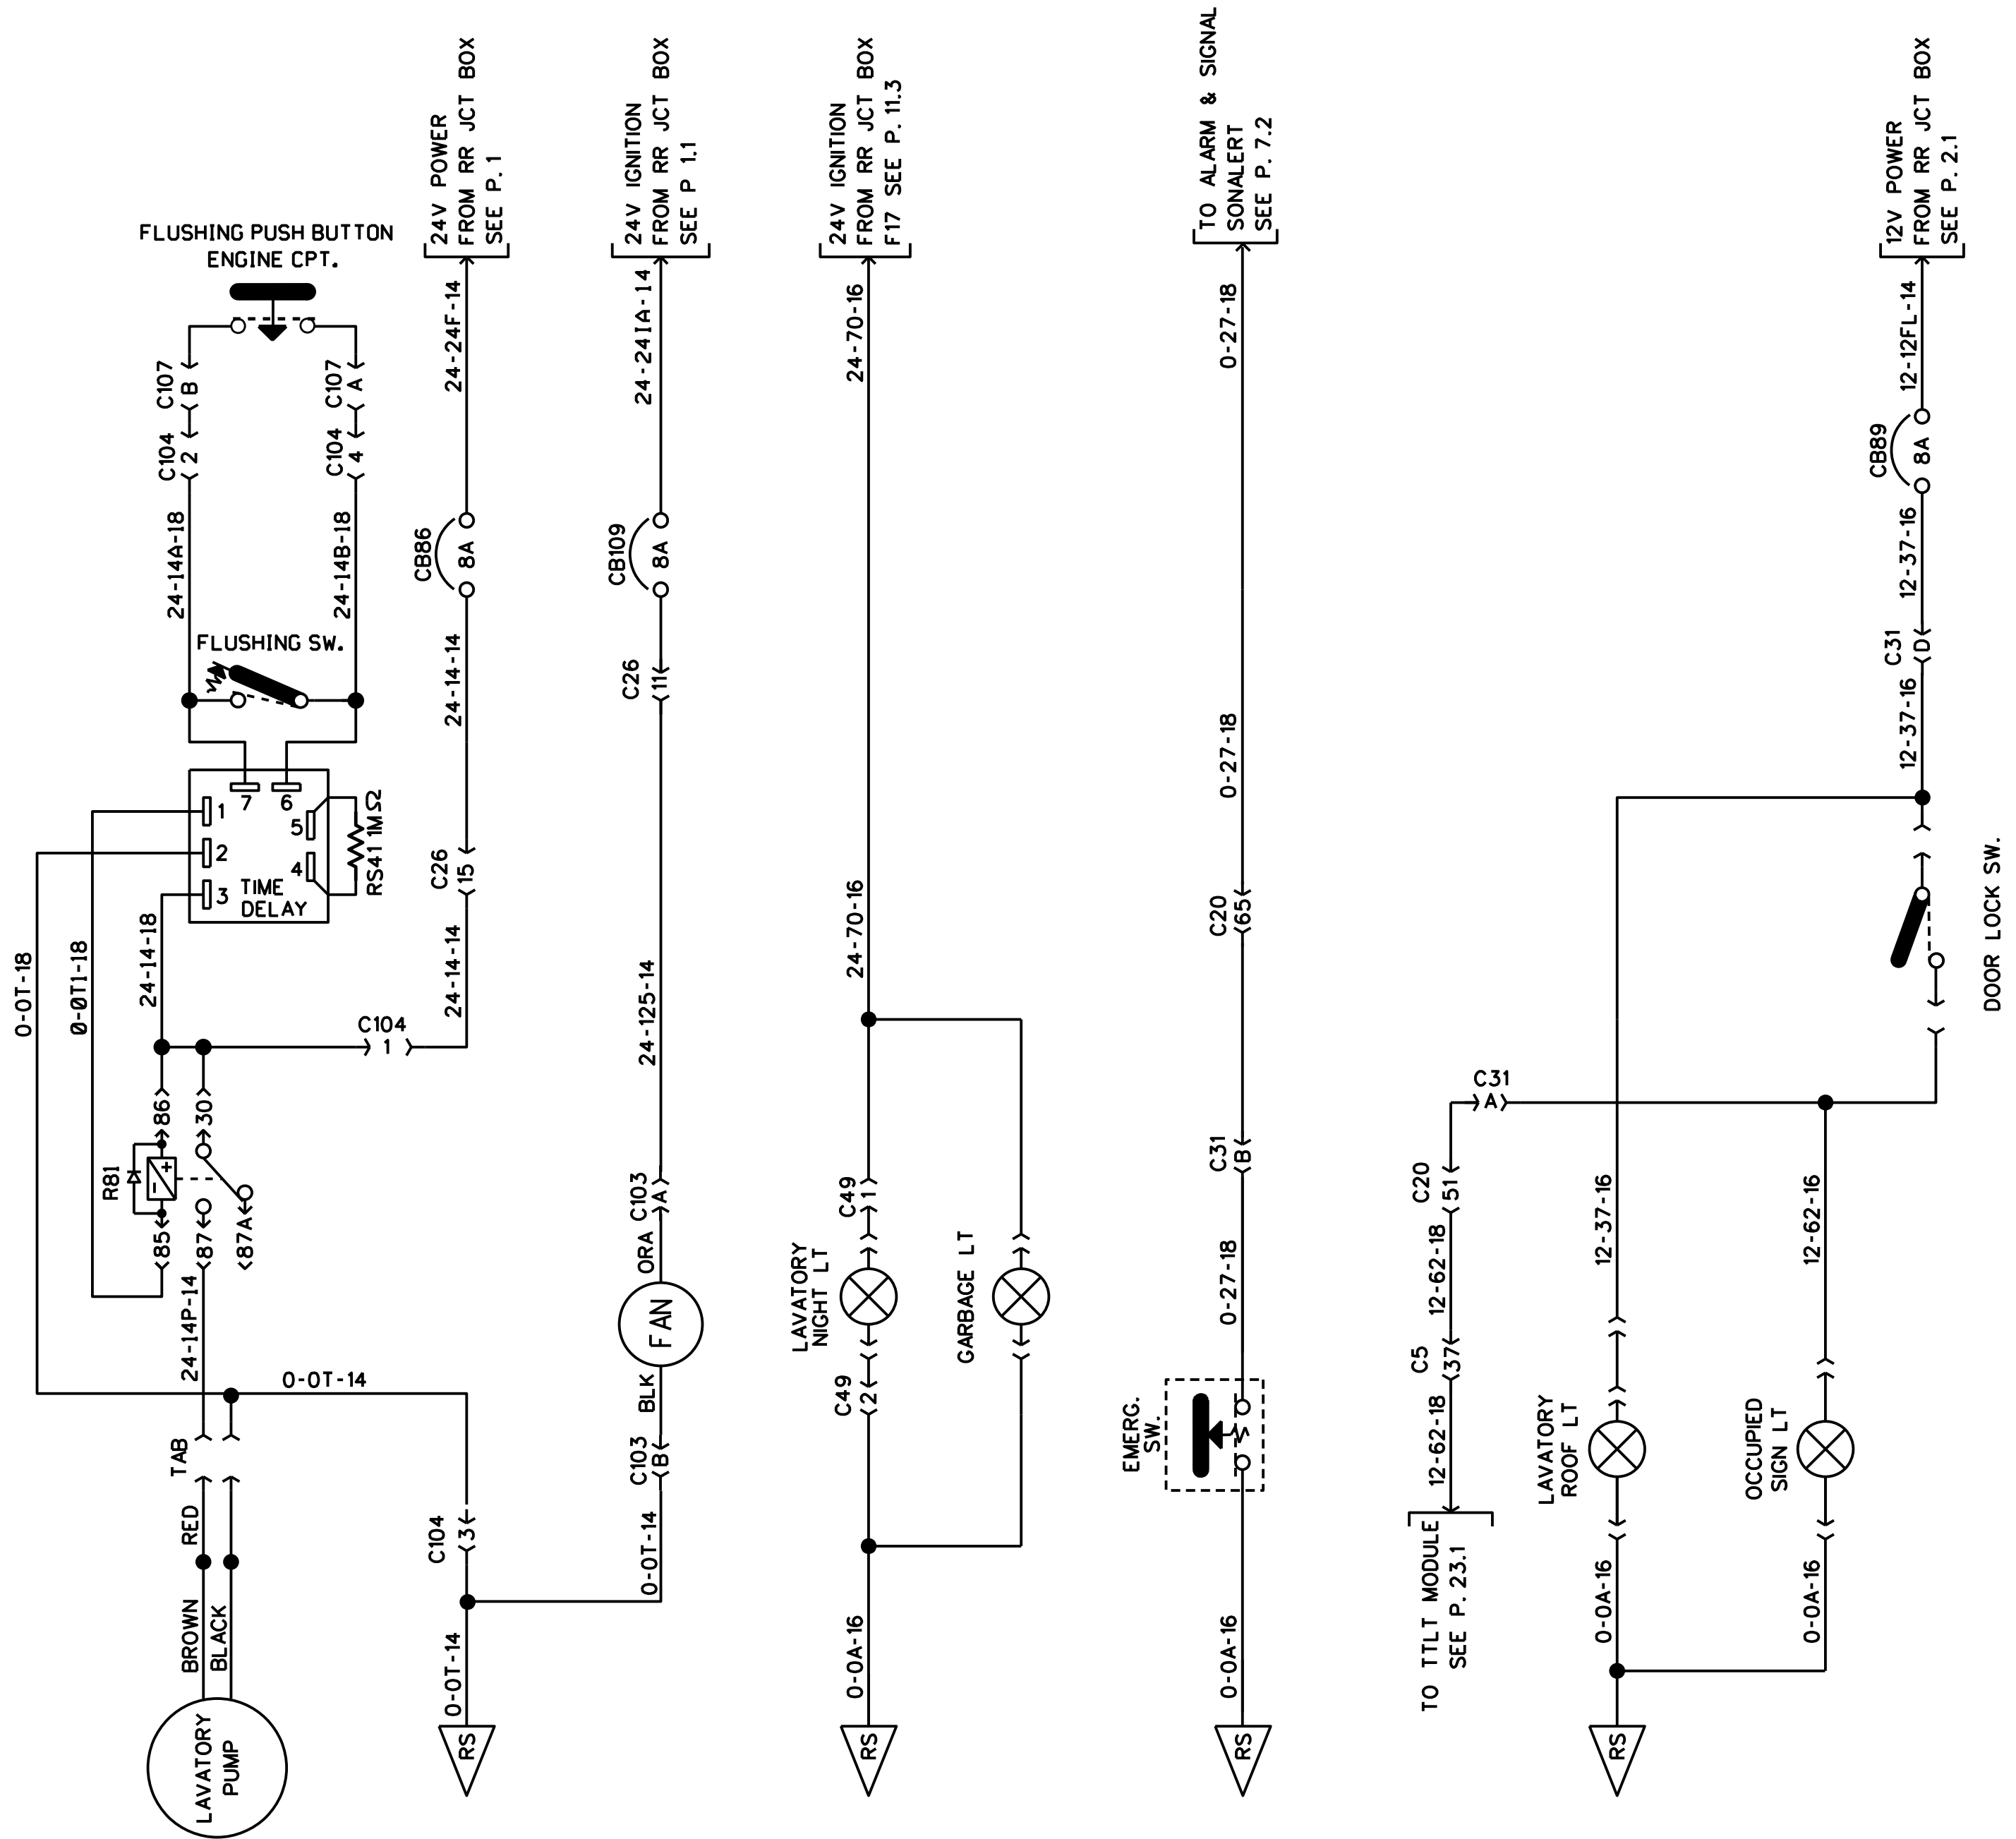 FLUSHING PUSH BUTTON
ENGINE CPT.
C107
B
C107
A
C104
2
C104
4
24-14A-18
24-14B-18
FLUSHING SW.
7
6
1
2
3
5
4
TIME
DELAY
RS41 1MΩ
0-0T-18
0-0T1-18
24-14-18
C104
1
86
30
R81
+
-
85
87
87A
24-14P-14
0-0T-14
TAB
RED
BROWN
BLACK
LAVATORY
PUMP
24V POWER
FROM RR JCT BOX
SEE P. 1
24-24F-14
CB86
8A
24-14-14
C26
15
24-14-14
C104
3
0-0T-14
RS
24V IGNITION
FROM RR JCT BOX
SEE P 1.1
24-24IA-14
CB109
8A
C26
11
24-125-14
C103
A
ORA
FAN
BLK
C103
B
0-0T-14
24V IGNITION
FROM RR JCT BOX
F17 SEE P. 11.3
24-70-16
24-70-16
C49
1
LAVATORY
NIGHT LT
GARBAGE LT
C49
2
0-0A-16
RS
TO ALARM & SIGNAL
SONALERT
SEE P. 7.2
0-27-18
0-27-18
C20
65
C31
B
0-27-18
EMERG.
SW.
0-0A-16
RS
12V POWER
FROM RR JCT BOX
SEE P. 2.1
12-12FL-14
CB89
8A
12-37-16
C31
D
12-37-16
DOOR LOCK SW.
C31
A
C20
51
12-62-18
C5
37
12-62-18
TO TTLT MODULE
SEE P. 23.1
12-37-16
12-62-16
LAVATORY
ROOF LT
OCCUPIED
SIGN LT
0-0A-16
0-0A-16
RS